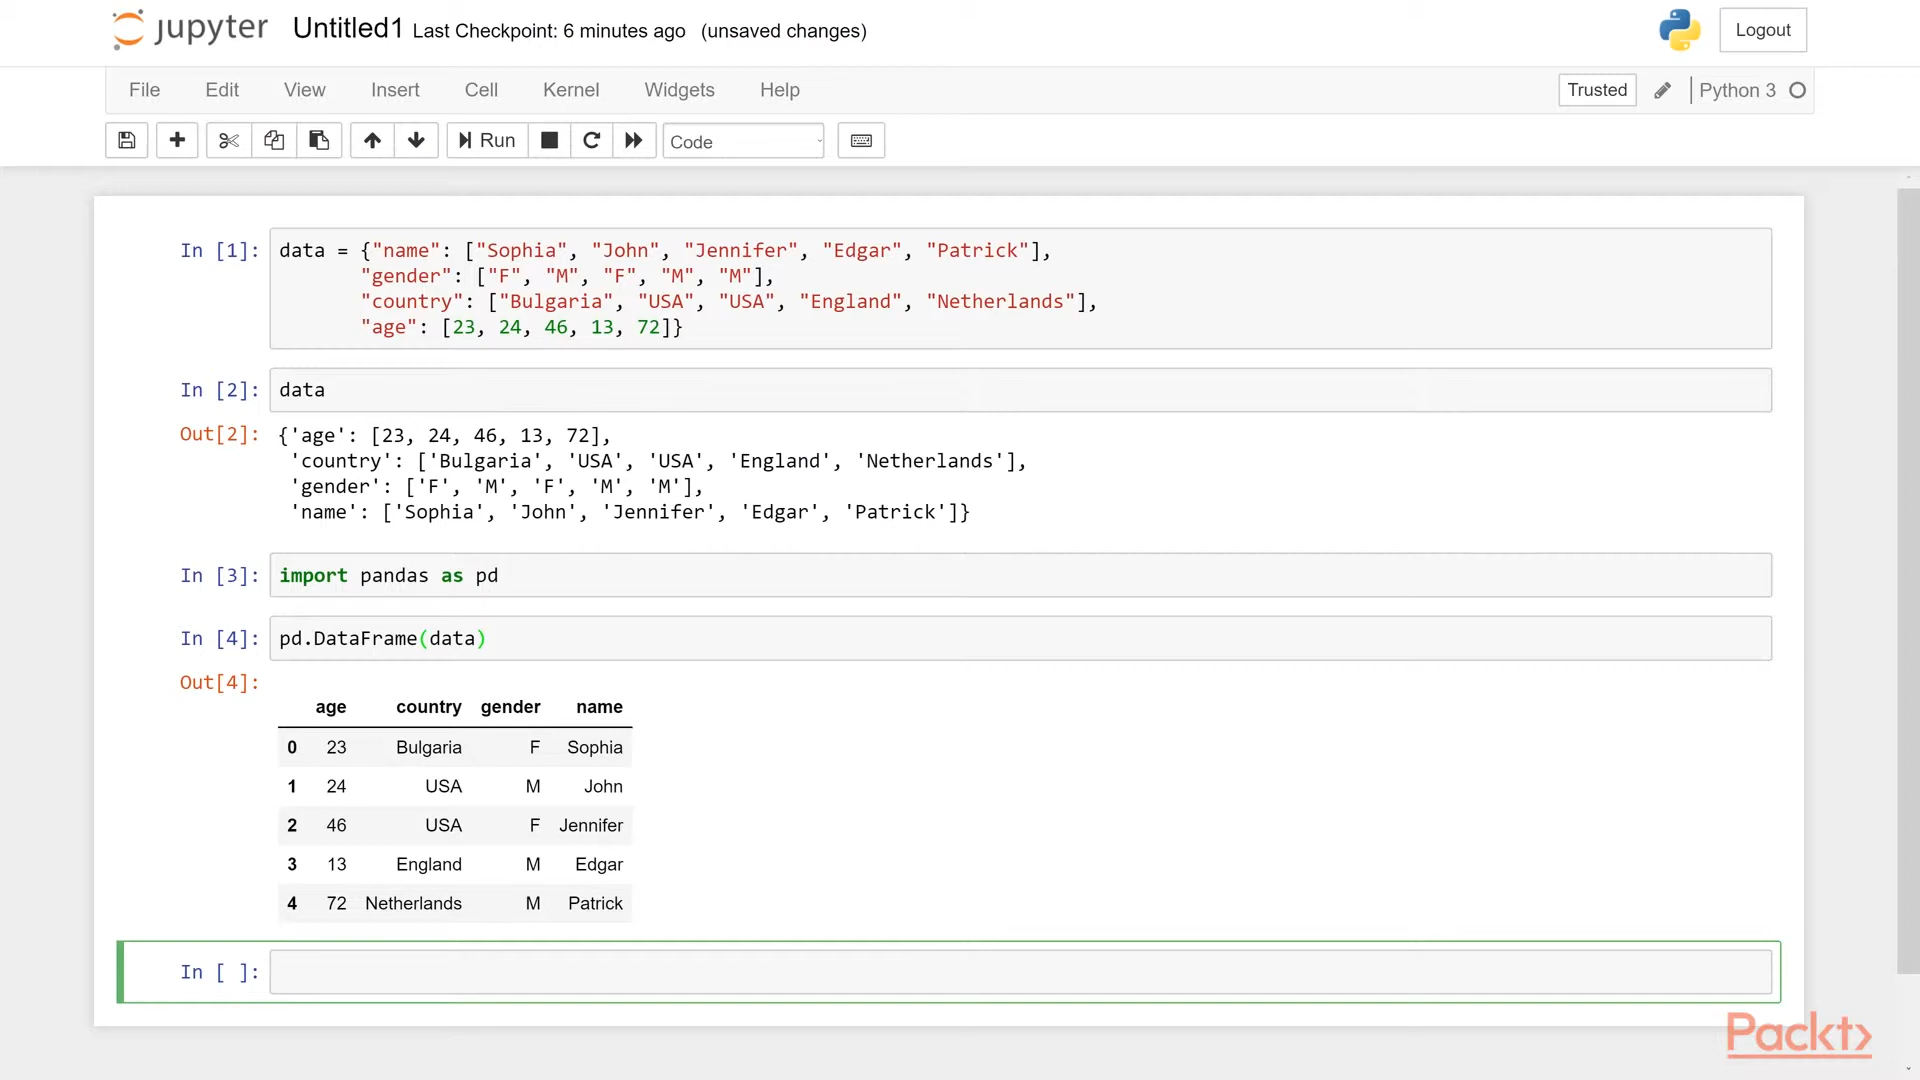 jupyter Untitled1 Last Checkpoint: 6 minutes ago (unsaved changes) Logout
File Edit View Insert Cell Kernel Widgets Help Trusted Python 3
Run Code
In [1]: data = {"name": ["Sophia", "John", "Jennifer", "Edgar", "Patrick"],
"gender": ["F", "M", "F", "M", "M"],
"country": ["Bulgaria", "USA", "USA", "England", "Netherlands"],
"age": [23, 24, 46, 13, 72]}
In [2]: data
Out[2]: {'age': [23, 24, 46, 13, 72],
'country': ['Bulgaria', 'USA', 'USA', 'England', 'Netherlands'],
'gender': ['F', 'M', 'F', 'M', 'M'],
'name': ['Sophia', 'John', 'Jennifer', 'Edgar', 'Patrick']}
In [3]: import pandas as pd
In [4]: pd.DataFrame(data)
Out[4]:
age country gender name
0 23 Bulgaria F Sophia
1 24 USA M John
2 46 USA F Jennifer
3 13 England M Edgar
4 72 Netherlands M Patrick
In [ ]:
Packt>